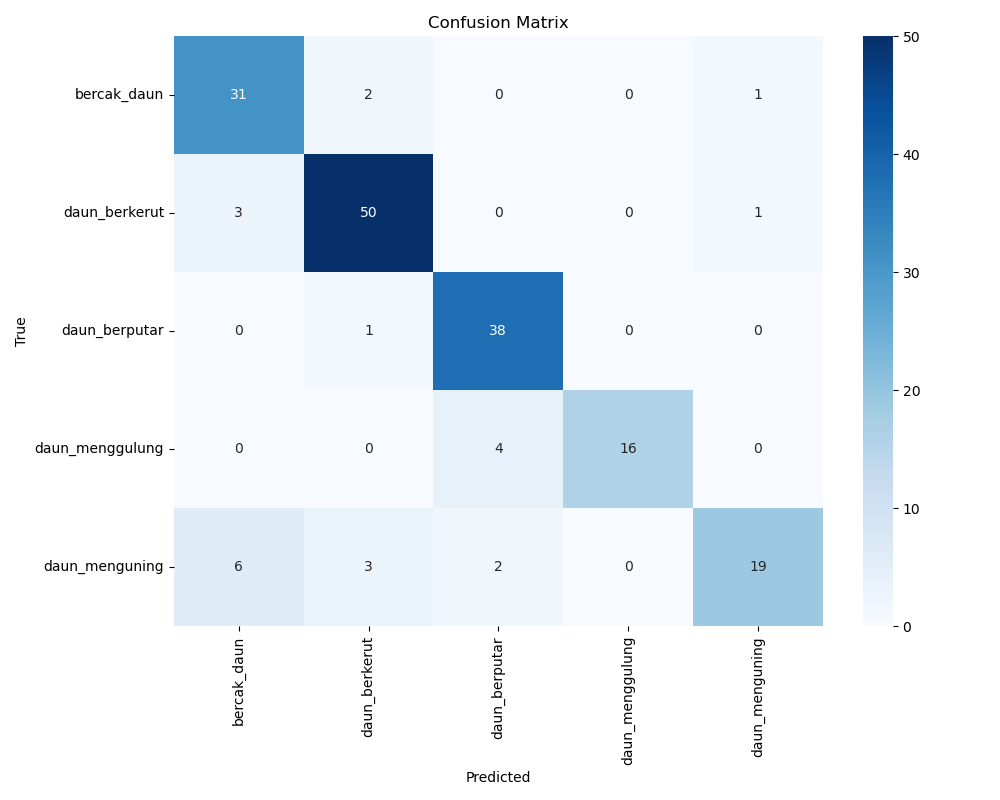 Confusion Matrix
True
bercak_daun 31 2 0 0 1
daun_berkerut 3 50 0 0 1
daun_berputar 0 1 38 0 0
daun_menggulung 0 0 4 16 0
daun_menguning 6 3 2 0 19
bercak_daun daun_berkerut daun_berputar daun_menggulung daun_menguning
Predicted
50
40
30
20
10
0